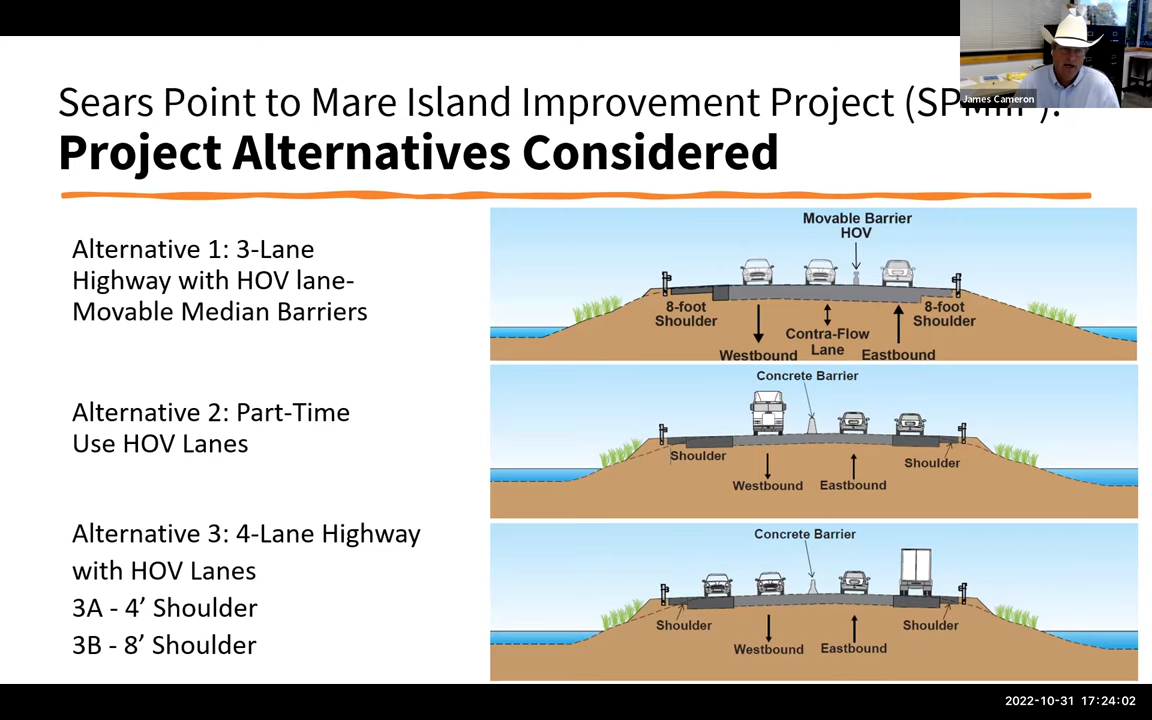 Sears Point to Mare Island Improvement Project
Project Alternatives Considered
James Cameron
Alternative 1: 3-Lane
Highway with HOV lane-
Movable Median Barriers
Movable Barrier
HOV
8-foot
Shoulder
Westbound
Contra-Flow
Lane
Eastbound
8-foot
Shoulder
Alternative 2: Part-Time
Use HOV Lanes
Concrete Barrier
Shoulder
Westbound
Eastbound
Shoulder
Alternative 3: 4-Lane Highway
with HOV Lanes
3A - 4’ Shoulder
3B - 8’ Shoulder
Concrete Barrier
Shoulder
Westbound
Eastbound
Shoulder
2022-10-31 17:24:02